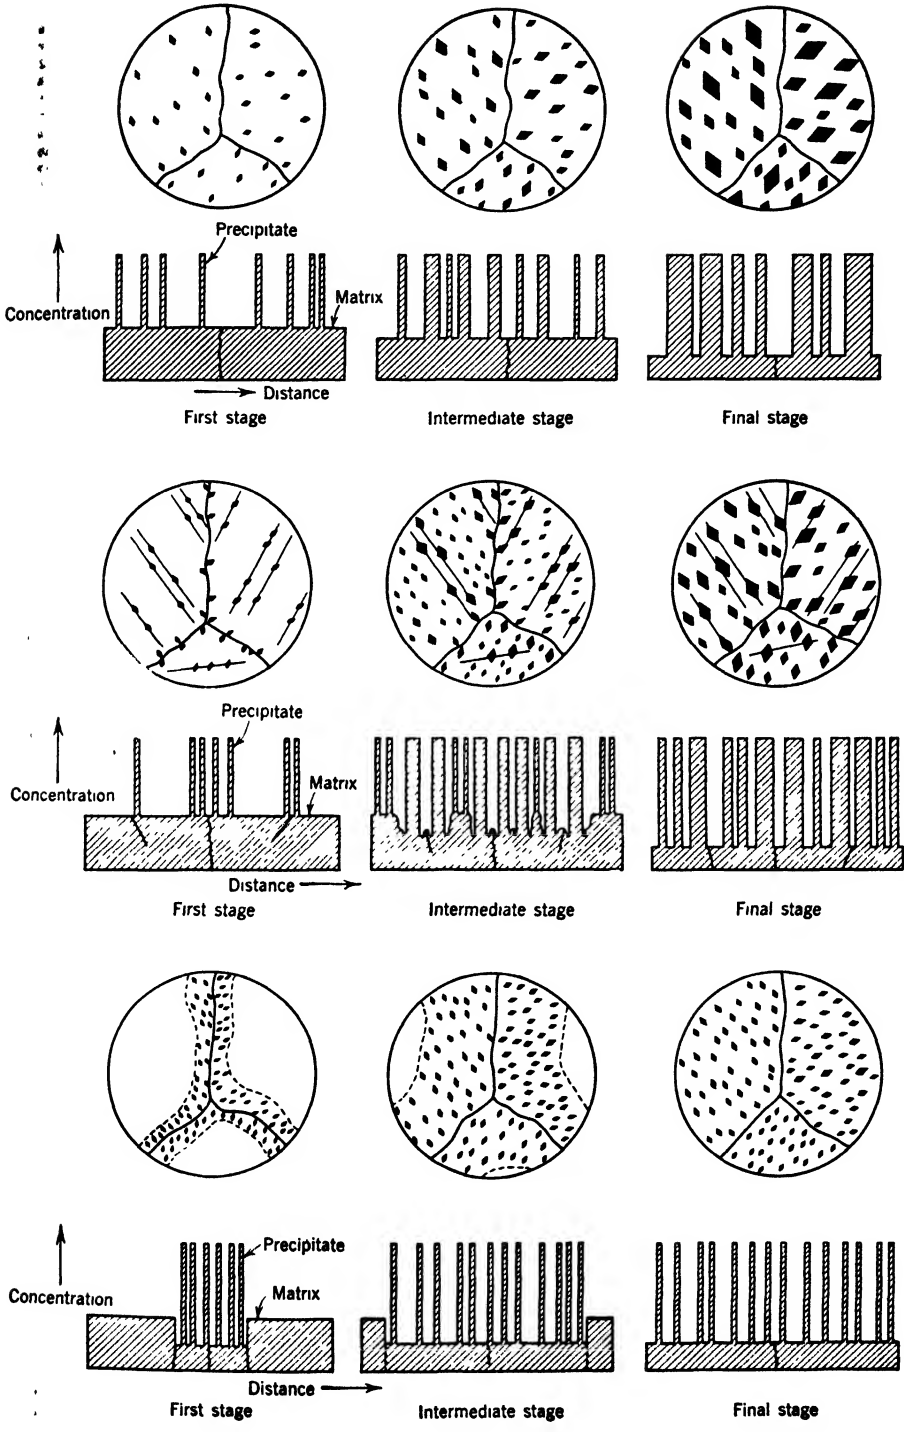 Precipitate
Concentration
Matrix
Distance
First stage
Intermediate stage
Final stage
Precipitate
Concentration
Matrix
Distance
First stage
Intermediate stage
Final stage
Precipitate
Concentration
Matrix
Distance
First stage
Intermediate stage
Final stage